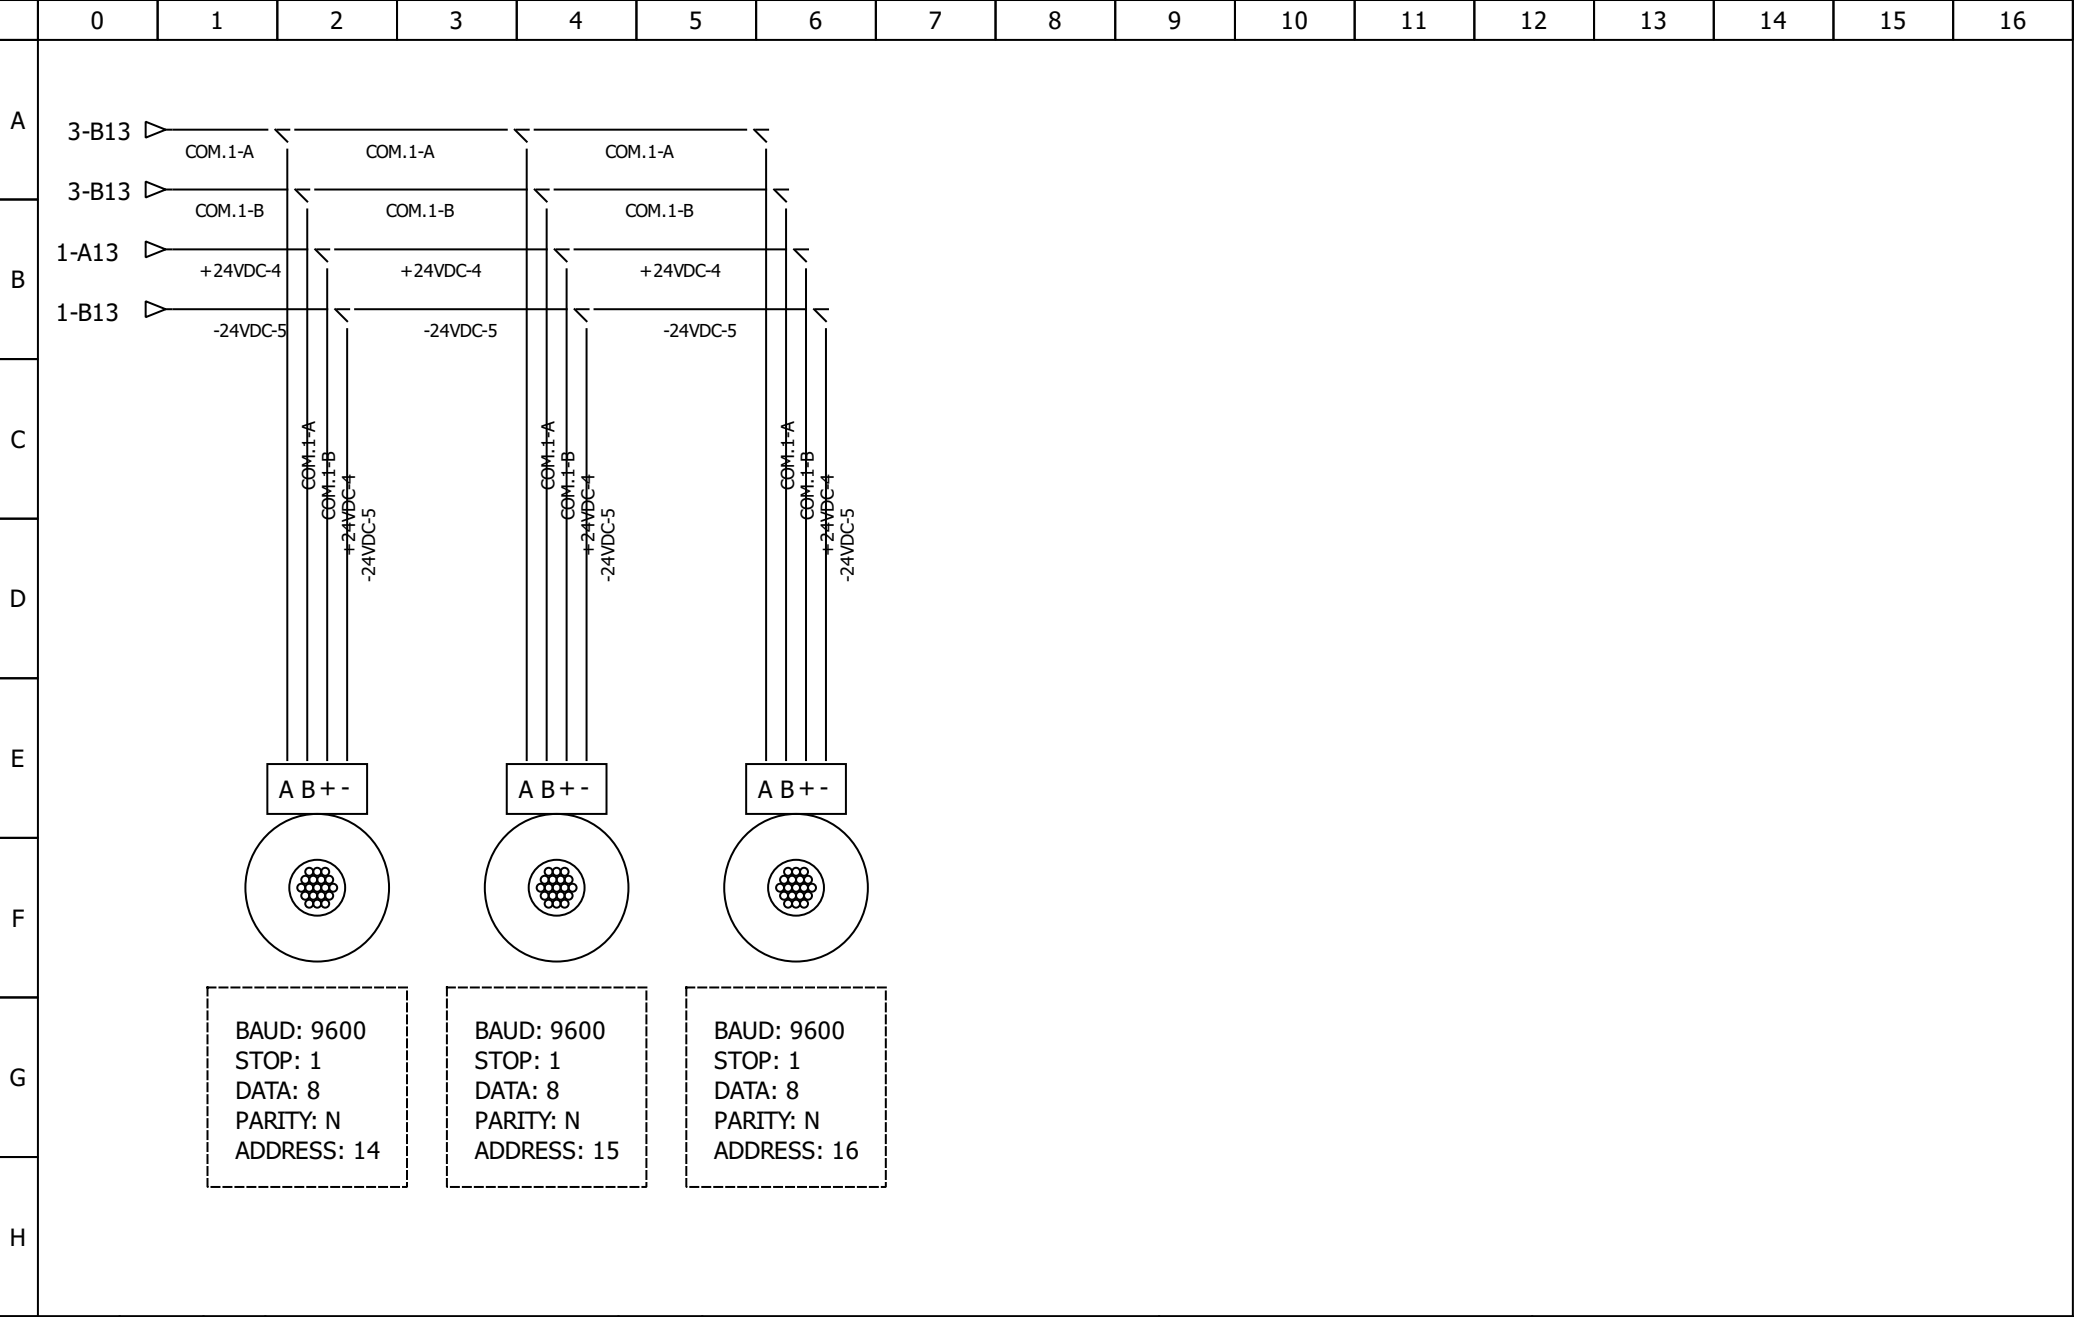 0 1 2 3 4 5 6 7 8 9 10 11 12 13 14 15 16
A
3-B13
COM.1-A COM.1-A COM.1-A
3-B13
COM.1-B COM.1-B COM.1-B
B
1-A13
+24VDC-4 +24VDC-4 +24VDC-4
1-B13
-24VDC-5 -24VDC-5 -24VDC-5
C
COM.1-A
COM.1-B
+24VDC-4
-24VDC-5
COM.1-A
COM.1-B
+24VDC-4
-24VDC-5
COM.1-A
COM.1-B
+24VDC-4
-24VDC-5
D
E
A B + -
A B + -
A B + -
F
G
BAUD: 9600
STOP: 1
DATA: 8
PARITY: N
ADDRESS: 14
BAUD: 9600
STOP: 1
DATA: 8
PARITY: N
ADDRESS: 15
BAUD: 9600
STOP: 1
DATA: 8
PARITY: N
ADDRESS: 16
H